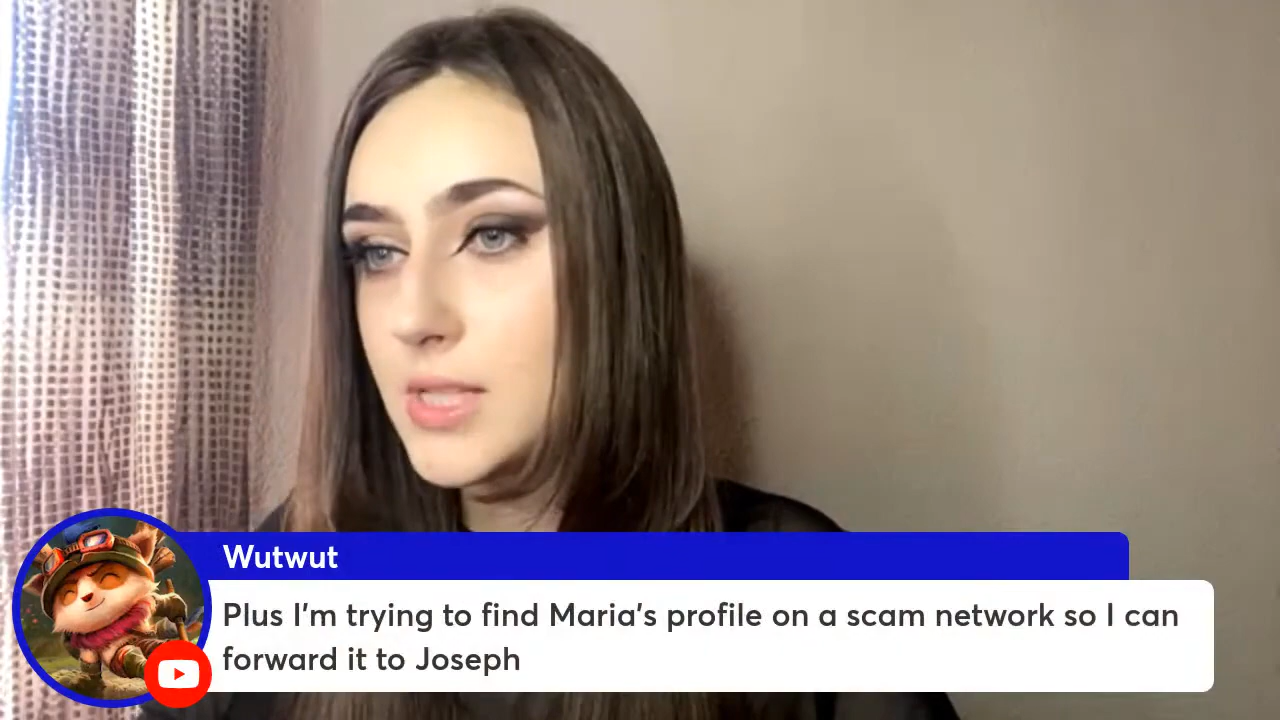 Wutwut
Plus I'm trying to find Maria's profile on a scam network so I can
forward it to Joseph